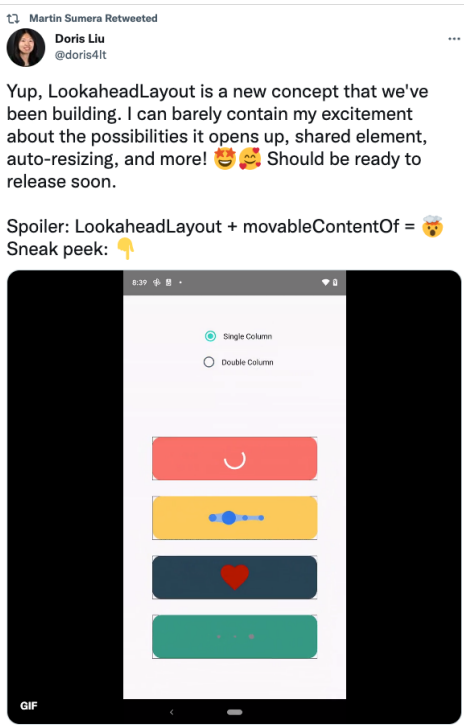 Martin Sumera Retweeted
Doris Liu
@doris4lt
Yup, LookaheadLayout is a new concept that we've
been building. I can barely contain my excitement
about the possibilities it opens up, shared element,
auto-resizing, and more! 🤩🥰 Should be ready to
release soon.
Spoiler: LookaheadLayout + movableContentOf = 🤯
Sneak peek: 👇
8:39
Single Column
Double Column
GIF